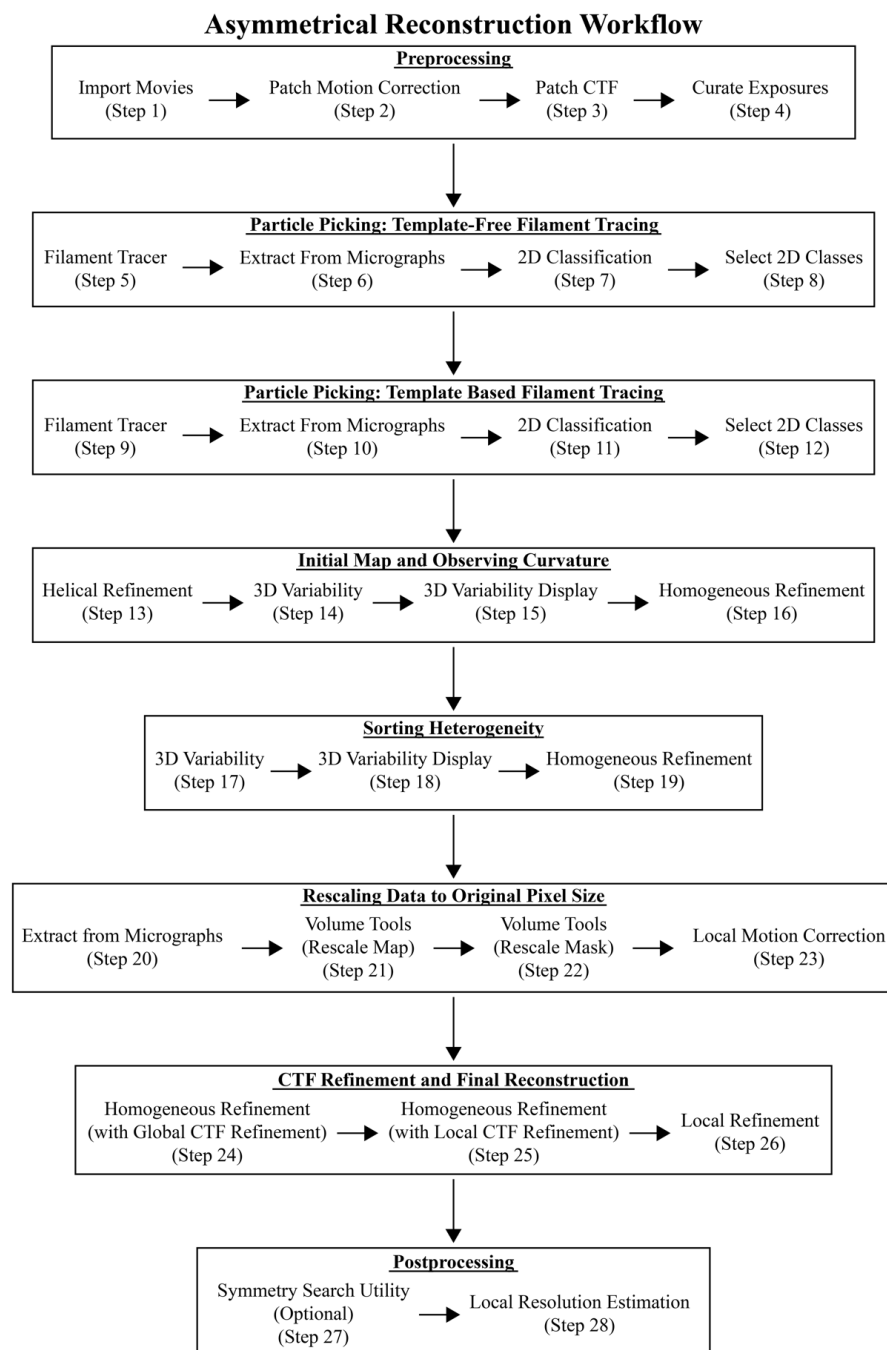 Asymmetrical Reconstruction Workflow
Preprocessing
Import Movies
(Step 1)
Patch Motion Correction
(Step 2)
Patch CTF
(Step 3)
Curate Exposures
(Step 4)
Particle Picking: Template-Free Filament Tracing
Filament Tracer
(Step 5)
Extract From Micrographs
(Step 6)
2D Classification
(Step 7)
Select 2D Classes
(Step 8)
Particle Picking: Template Based Filament Tracing
Filament Tracer
(Step 9)
Extract From Micrographs
(Step 10)
2D Classification
(Step 11)
Select 2D Classes
(Step 12)
Initial Map and Observing Curvature
Helical Refinement
(Step 13)
3D Variability
(Step 14)
3D Variability Display
(Step 15)
Homogeneous Refinement
(Step 16)
Sorting Heterogeneity
3D Variability
(Step 17)
3D Variability Display
(Step 18)
Homogeneous Refinement
(Step 19)
Rescaling Data to Original Pixel Size
Extract from Micrographs
(Step 20)
Volume Tools
(Rescale Map)
(Step 21)
Volume Tools
(Rescale Mask)
(Step 22)
Local Motion Correction
(Step 23)
CTF Refinement and Final Reconstruction
Homogeneous Refinement
(with Global CTF Refinement)
(Step 24)
Homogeneous Refinement
(with Local CTF Refinement)
(Step 25)
Local Refinement
(Step 26)
Postprocessing
Symmetry Search Utility
(Optional)
(Step 27)
Local Resolution Estimation
(Step 28)